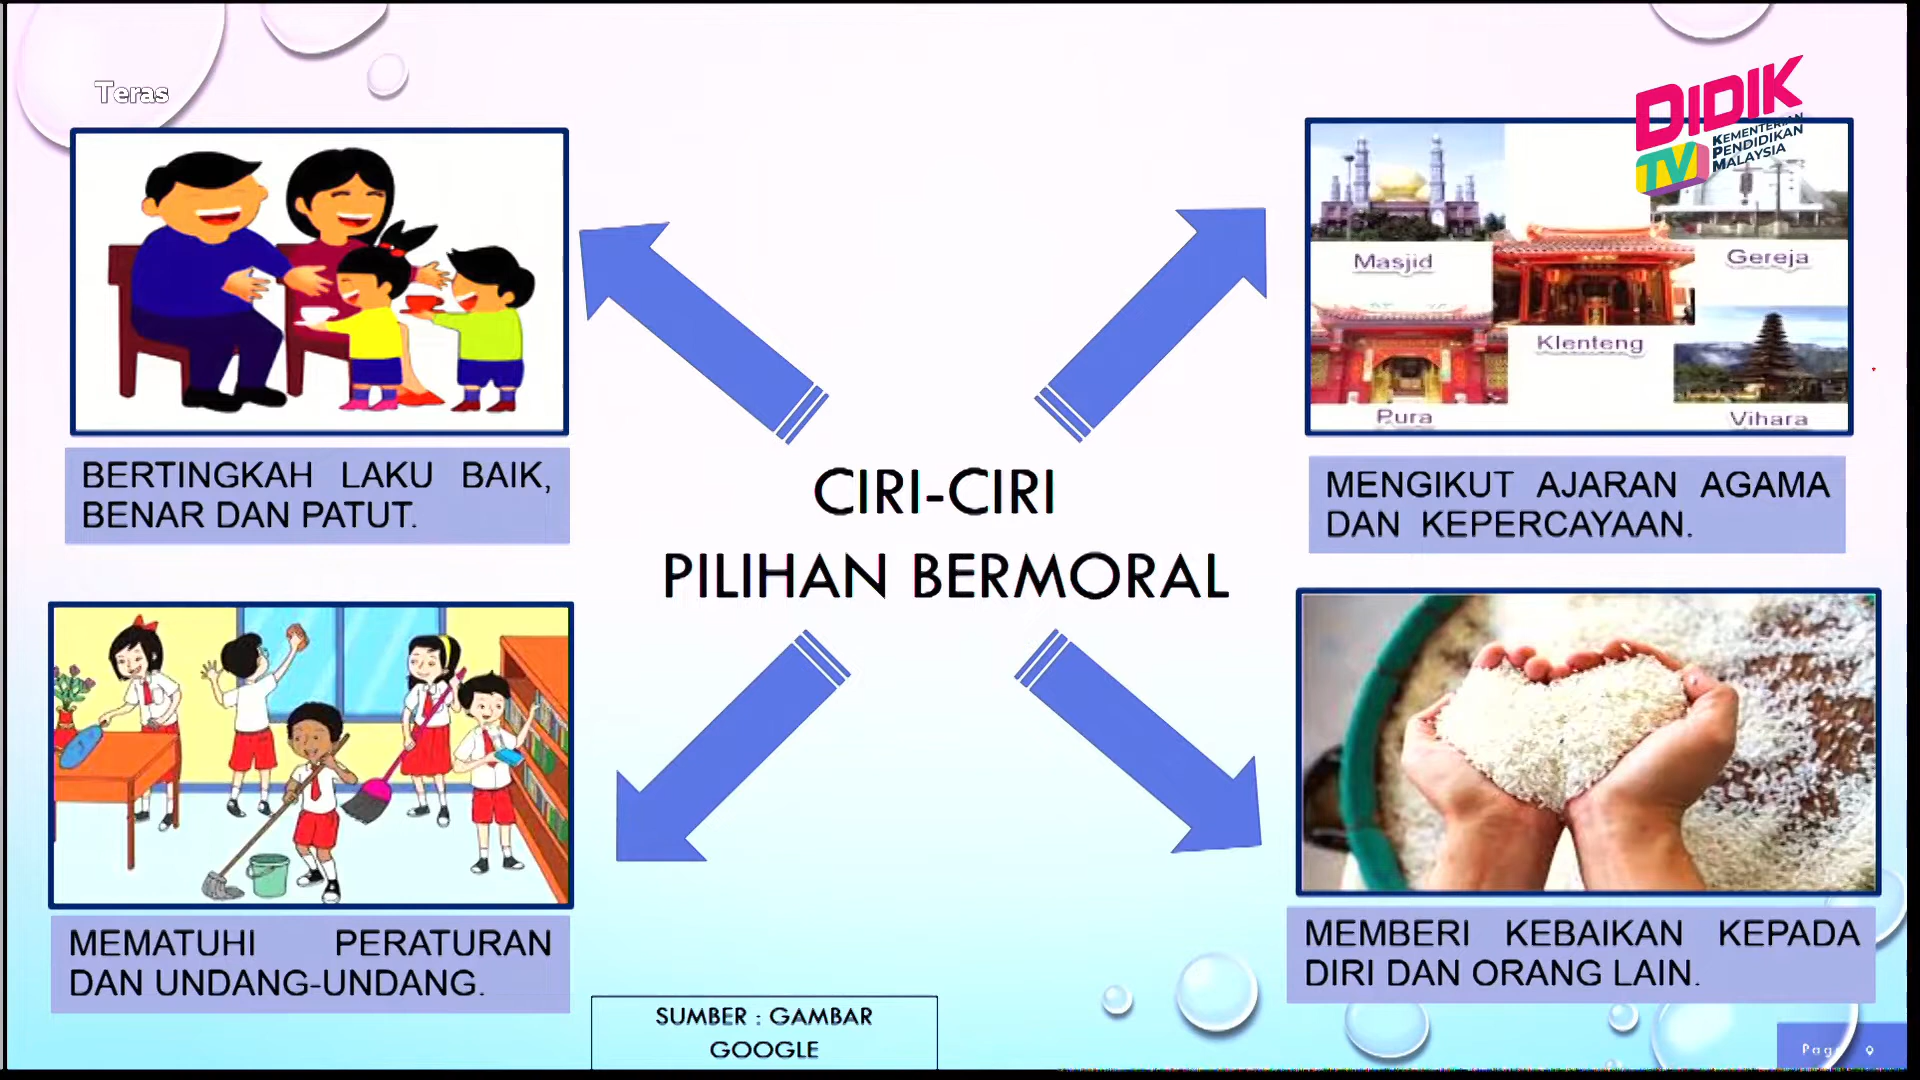 Teras
DIDIK
TV
KEMENTERIAN
PENDIDIKAN
MALAYSIA
Masjid
Gereja
Klenteng
Pura
Vihara
BERTINGKAH LAKU BAIK,
BENAR DAN PATUT.
MENGIKUT AJARAN AGAMA
DAN KEPERCAYAAN.
CIRI-CIRI
PILIHAN BERMORAL
MEMATUHI PERATURAN
DAN UNDANG-UNDANG.
MEMBERI KEBAIKAN KEPADA
DIRI DAN ORANG LAIN.
SUMBER : GAMBAR
GOOGLE
Page 9